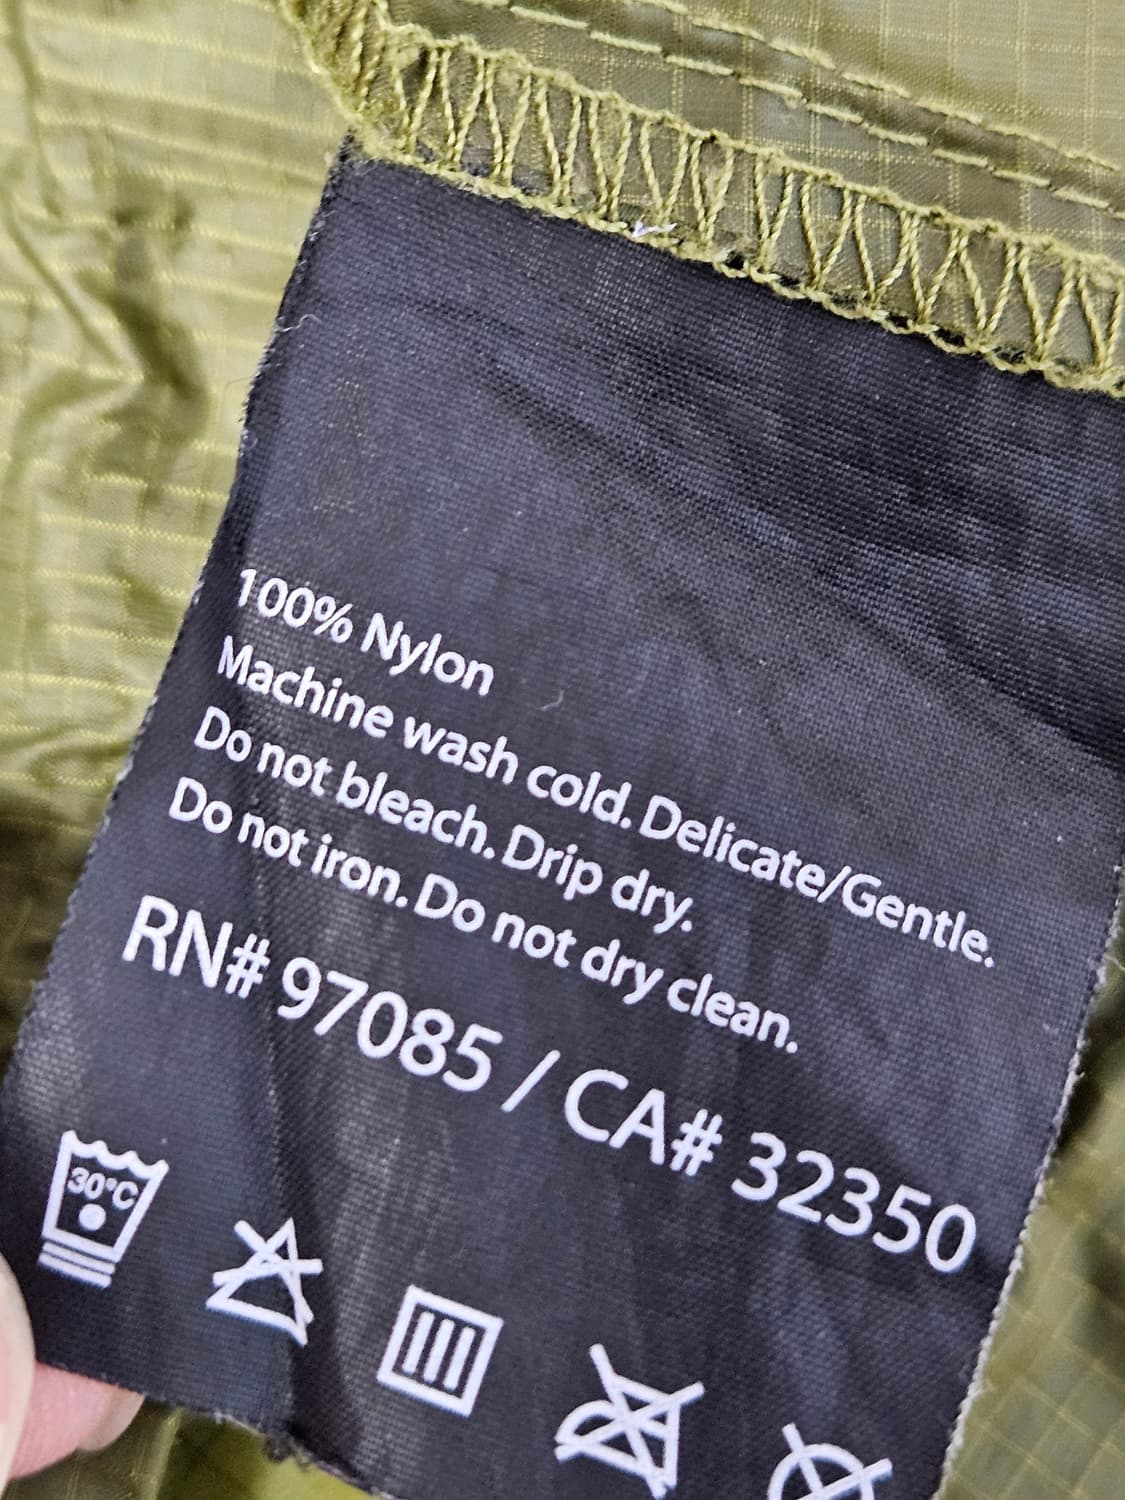 100% Nylon
Machine wash cold. Delicate/Gentle.
Do not bleach. Drip dry.
Do not iron. Do not dry clean.
RN# 97085 / CA# 32350
30°C